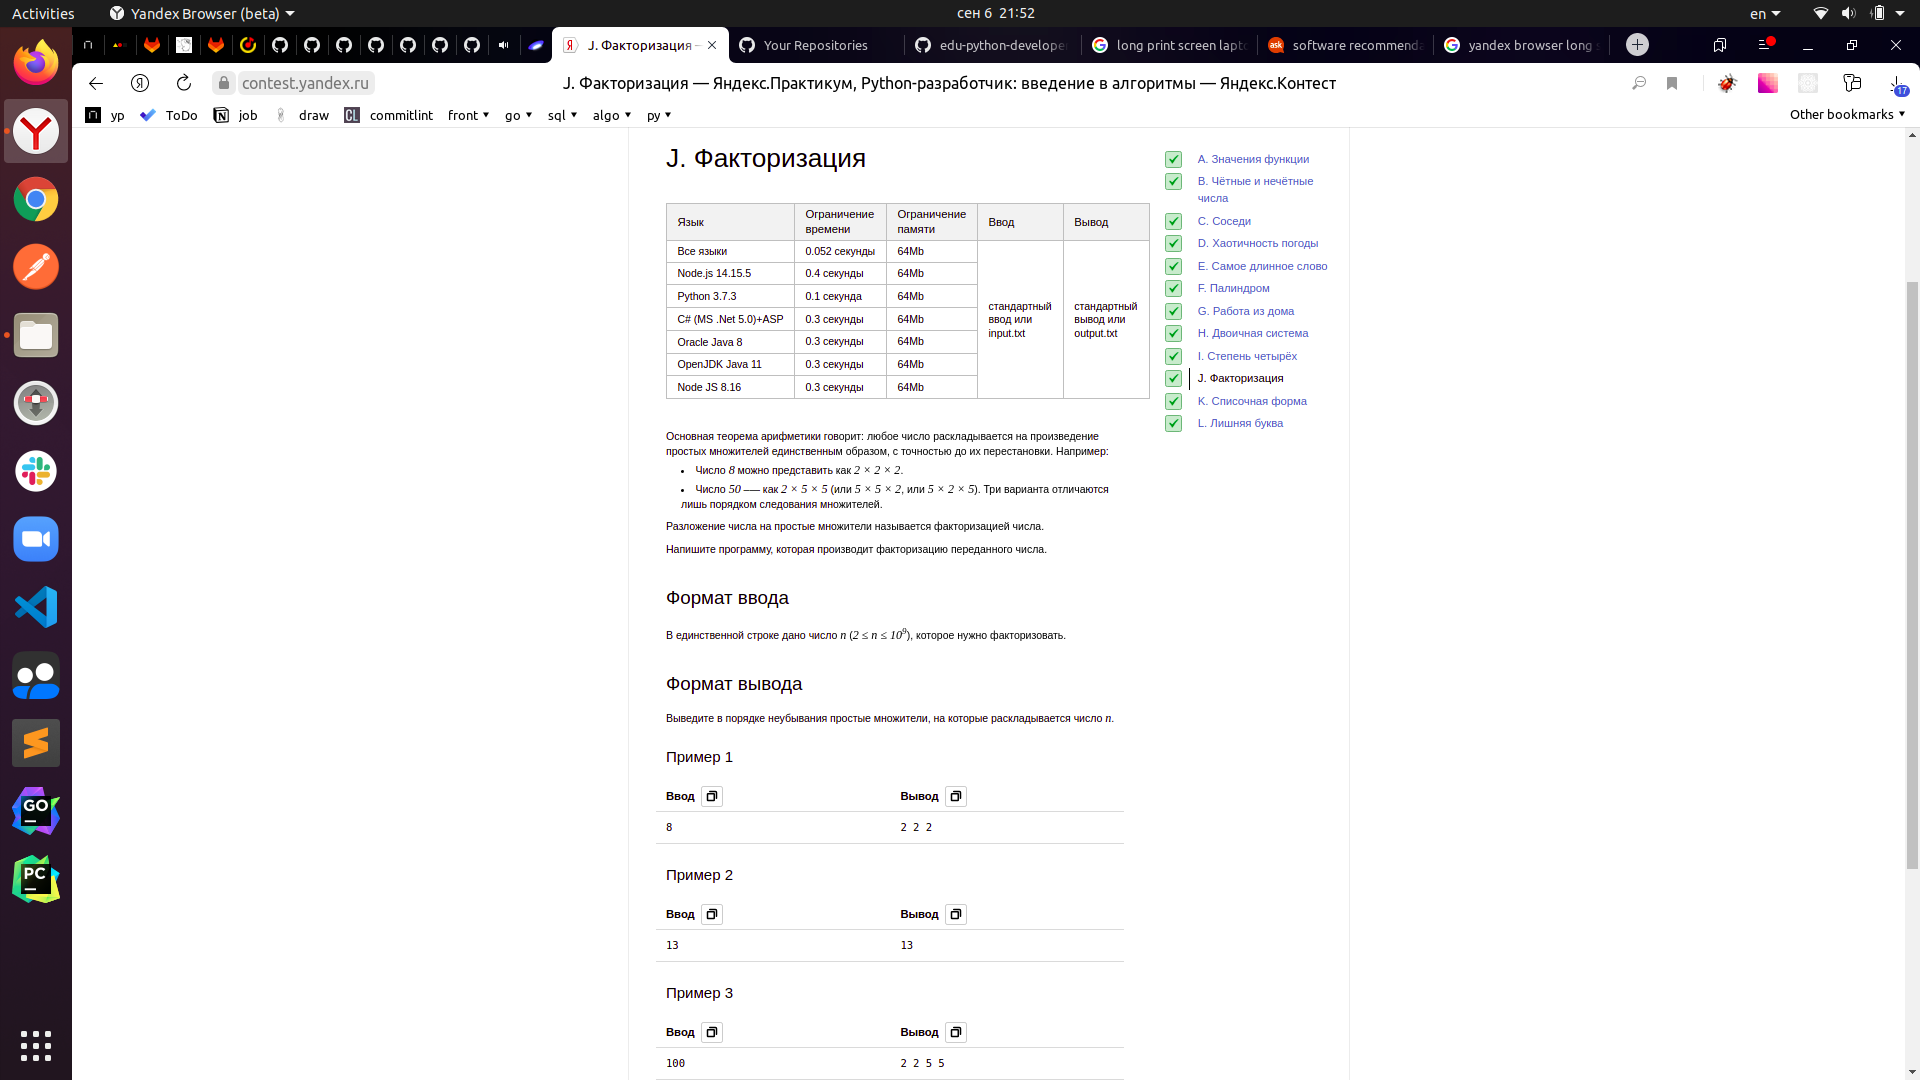 Activities
Yandex Browser (beta)
сен 6 21:52
en
J. Факторизация -
Your Repositories
edu-python-develope
long print screen lapt
software recommend
yandex browser long s
contest.yandex.ru
J. Факторизация — Яндекс.Практикум, Python-разработчик: введение в алгоритмы — Яндекс.Контест
17
yp
ToDo
job
draw
CL
commitlint
front
go
sql
algo
py
Other bookmarks
J. Факторизация
Язык
Ограничение времени
Ограничение памяти
Ввод
Вывод
Все языки
0.052 секунды
64Mb
стандартный ввод или input.txt
стандартный вывод или output.txt
Node.js 14.15.5
0.4 секунды
64Mb
Python 3.7.3
0.1 секунда
64Mb
C# (MS .Net 5.0)+ASP
0.3 секунды
64Mb
Oracle Java 8
0.3 секунды
64Mb
OpenJDK Java 11
0.3 секунды
64Mb
Node JS 8.16
0.3 секунды
64Mb
A. Значения функции
B. Чётные и нечётные
числа
C. Соседи
D. Хаотичность погоды
E. Самое длинное слово
F. Палиндром
G. Работа из дома
H. Двоичная система
I. Степень четырёх
J. Факторизация
K. Списочная форма
L. Лишняя буква
Основная теорема арифметики говорит: любое число раскладывается на произведение
простых множителей единственным образом, с точностью до их перестановки. Например:
• Число 8 можно представить как 2 × 2 × 2.
• Число 50 –— как 2 × 5 × 5 (или 5 × 5 × 2, или 5 × 2 × 5). Три варианта отличаются
лишь порядком следования множителей.
Разложение числа на простые множители называется факторизацией числа.
Напишите программу, которая производит факторизацию переданного числа.
Формат ввода
В единственной строке дано число n (2 ≤ n ≤ 10⁹), которое нужно факторизовать.
Формат вывода
Выведите в порядке неубывания простые множители, на которые раскладывается число n.
Пример 1
Ввод
Вывод
8
2 2 2
Пример 2
Ввод
Вывод
13
13
Пример 3
Ввод
Вывод
100
2 2 5 5
GO
PC